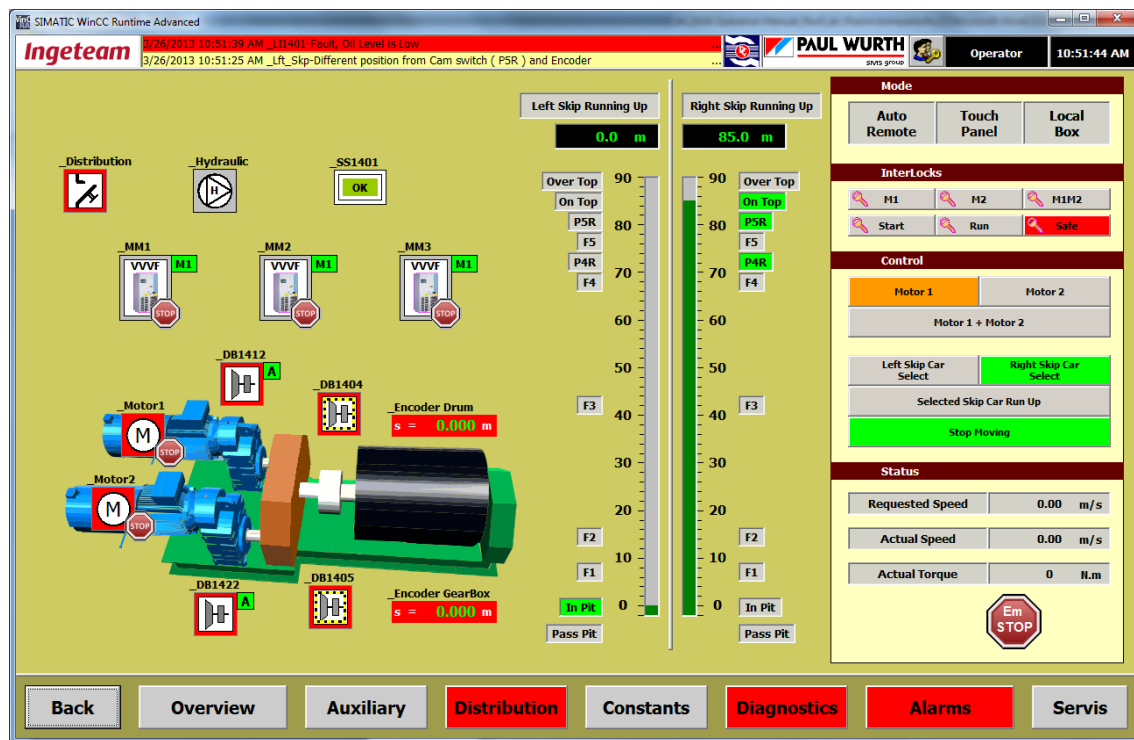 SIMATIC WinCC Runtime Advanced
Ingeteam
3/26/2013 10:51:39 AM _LI1401-Fault, Oil Level is Low ...
3/26/2013 10:51:25 AM _Lft_Skp-Different position from Cam switch ( P5R ) and Encoder ...
PAUL WURTH
SMS group
Operator
10:51:44 AM
_Distribution
_Hydraulic
H
_SS1401
OK
_MM1
VVVF
M1
STOP
_MM2
VVVF
M1
STOP
_MM3
VVVF
M1
STOP
_DB1412
A
_DB1404
_Motor1
M
STOP
_Encoder Drum
s = 0.000 m
_Motor2
M
STOP
_DB1422
A
_DB1405
_Encoder GearBox
s = 0.000 m
Left Skip Running Up
0.0 m
Over Top
On Top
P5R
F5
P4R
F4
F3
F2
F1
In Pit
Pass Pit
90
80
70
60
50
40
30
20
10
0
Right Skip Running Up
85.0 m
90
80
70
60
50
40
30
20
10
0
Over Top
On Top
P5R
F5
P4R
F4
F3
F2
F1
In Pit
Pass Pit
Mode
Auto Remote
Touch Panel
Local Box
InterLocks
M1
M2
M1M2
Start
Run
Safe
Control
Motor 1
Motor 2
Motor 1 + Motor 2
Left Skip Car
Select
Right Skip Car
Select
Selected Skip Car Run Up
Stop Moving
Status
Requested Speed 0.00 m/s
Actual Speed 0.00 m/s
Actual Torque 0 N.m
Em
STOP
Back
Overview
Auxiliary
Distribution
Constants
Diagnostics
Alarms
Servis